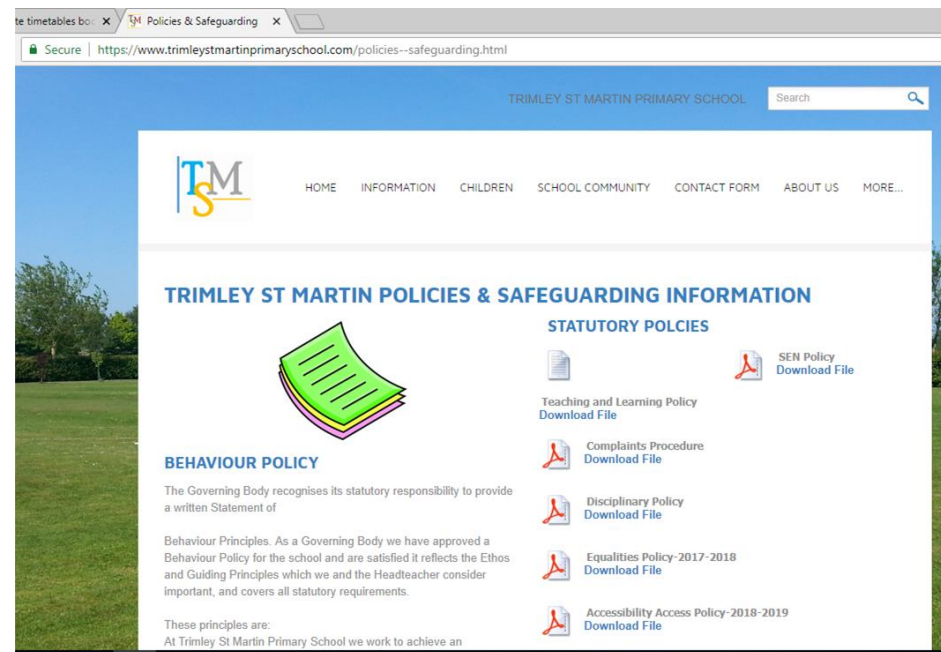 te timetables boo
Policies & Safeguarding
Secure
https://www.trimleystmartinprimaryschool.com/policies--safeguarding.html
TRIMLEY ST MARTIN PRIMARY SCHOOL
Search
TSM
HOME INFORMATION CHILDREN SCHOOL COMMUNITY CONTACT FORM ABOUT US MORE...
TRIMLEY ST MARTIN POLICIES & SAFEGUARDING INFORMATION
BEHAVIOUR POLICY
The Governing Body recognises its statutory responsibility to provide
a written Statement of
Behaviour Principles. As a Governing Body we have approved a
Behaviour Policy for the school and are satisfied it reflects the Ethos
and Guiding Principles which we and the Headteacher consider
important, and covers all statutory requirements.
These principles are:
At Trimley St Martin Primary School we work to achieve an
STATUTORY POLCIES
SEN Policy
Download File
Teaching and Learning Policy
Download File
Complaints Procedure
Download File
Disciplinary Policy
Download File
Equalities Policy-2017-2018
Download File
Accessibility Access Policy-2018-2019
Download File